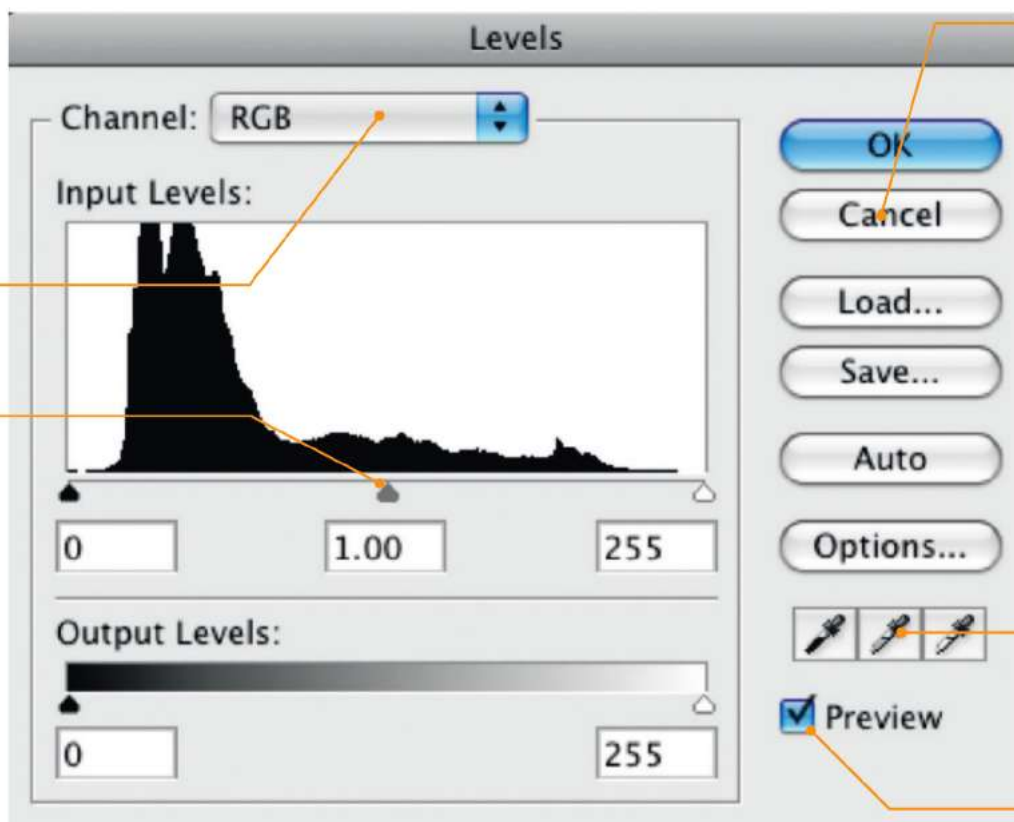 Levels
Channel: RGB
Input Levels:
0 1.00 255
Output Levels:
0 255
OK
Cancel
Load...
Save...
Auto
Options...
Preview